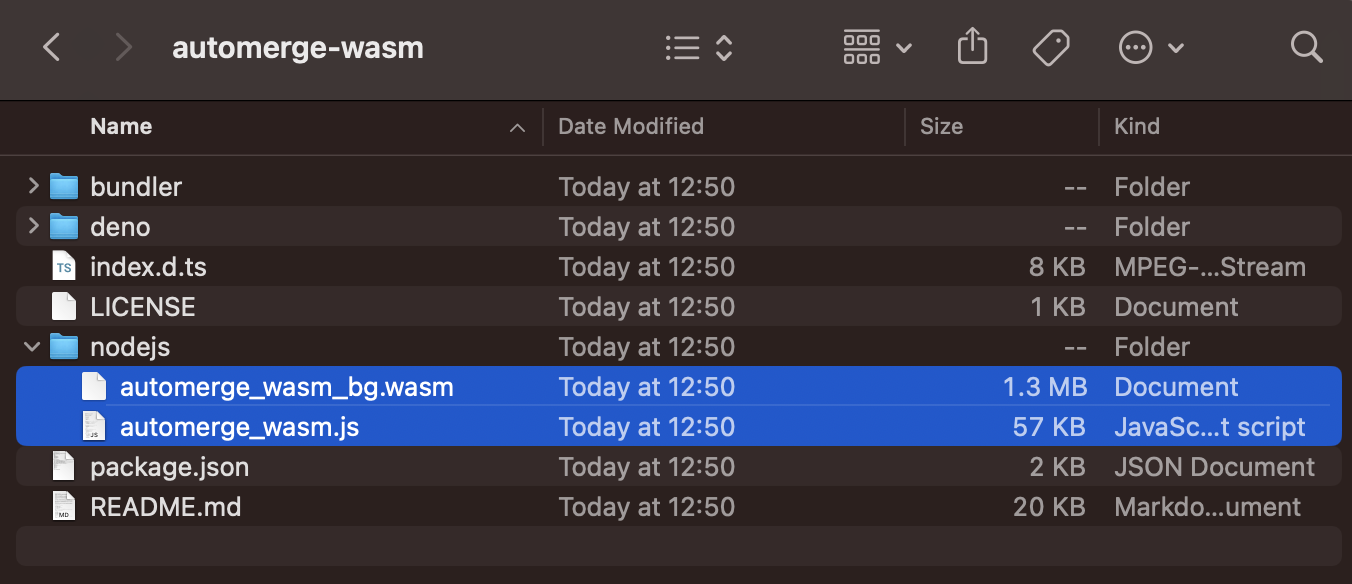 automerge-wasm
Name Date Modified Size Kind
bundler Today at 12:50 -- Folder
deno Today at 12:50 -- Folder
TS index.d.ts Today at 12:50 8 KB MPEG-...Stream
LICENSE Today at 12:50 1 KB Document
nodejs Today at 12:50 -- Folder
automerge_wasm_bg.wasm Today at 12:50 1.3 MB Document
JS automerge_wasm.js Today at 12:50 57 KB JavaSc...t script
package.json Today at 12:50 2 KB JSON Document
MD README.md Today at 12:50 20 KB Markdo...ument